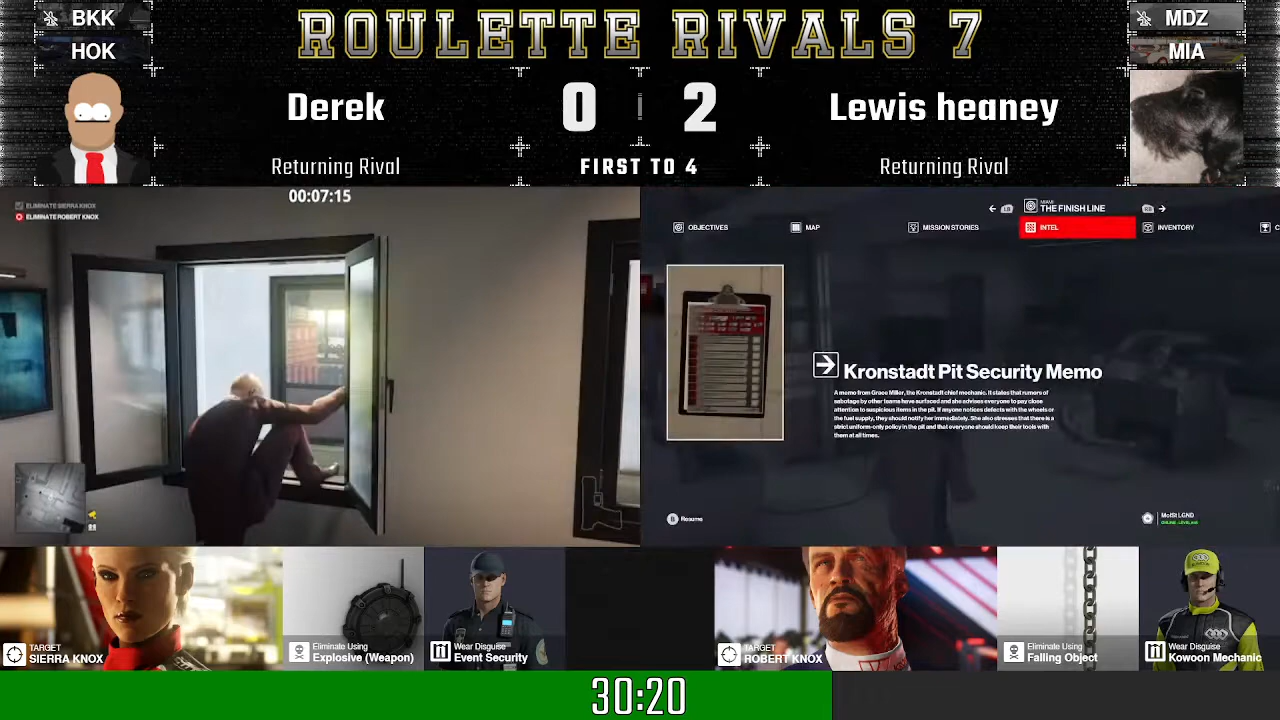 BKK
HOK
ROULETTE RIVALS 7
MDZ
MIA
Derek
0
2
Lewis heaney
Returning Rival
FIRST TO 4
Returning Rival
00:07:15
ELIMINATE SIERRA KNOX
ELIMINATE ROBERT KNOX
MIAMI
THE FINISH LINE
OBJECTIVES
MAP
MISSION STORIES
INTEL
INVENTORY
Kronstadt Pit Security Memo
A memo from Grace Miller, the Kronstadt chief mechanic. It states that rumors of
sabotage by other teams have surfaced and she advises everyone to pay close
attention to suspicious items in the pit. If anyone notices defects with the wheels or
the fuel supply, they should notify her immediately. She also stresses that there is a
strict uniform-only policy in the pit and that everyone should keep their tools with
them at all times.
Resume
TARGET
SIERRA KNOX
Eliminate Using
Explosive (Weapon)
Wear Disguise
Event Security
TARGET
ROBERT KNOX
Eliminate Using
Falling Object
Wear Disguise
Kowoon Mechanic
30:20